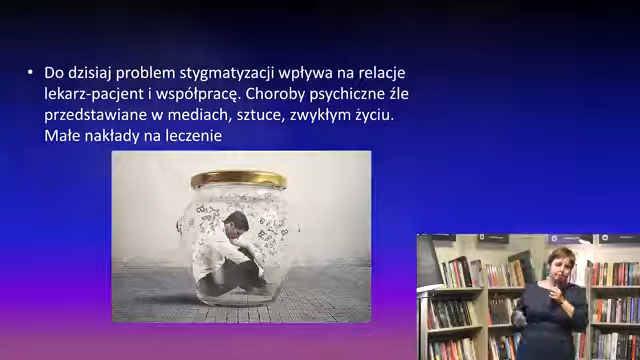 • Do dzisiaj problem stygmatyzacji wpływa na relacje
lekarz-pacjent i współpracę. Choroby psychiczne źle
przedstawiane w mediach, sztuce, zwykłym życiu.
Małe nakłady na leczenie